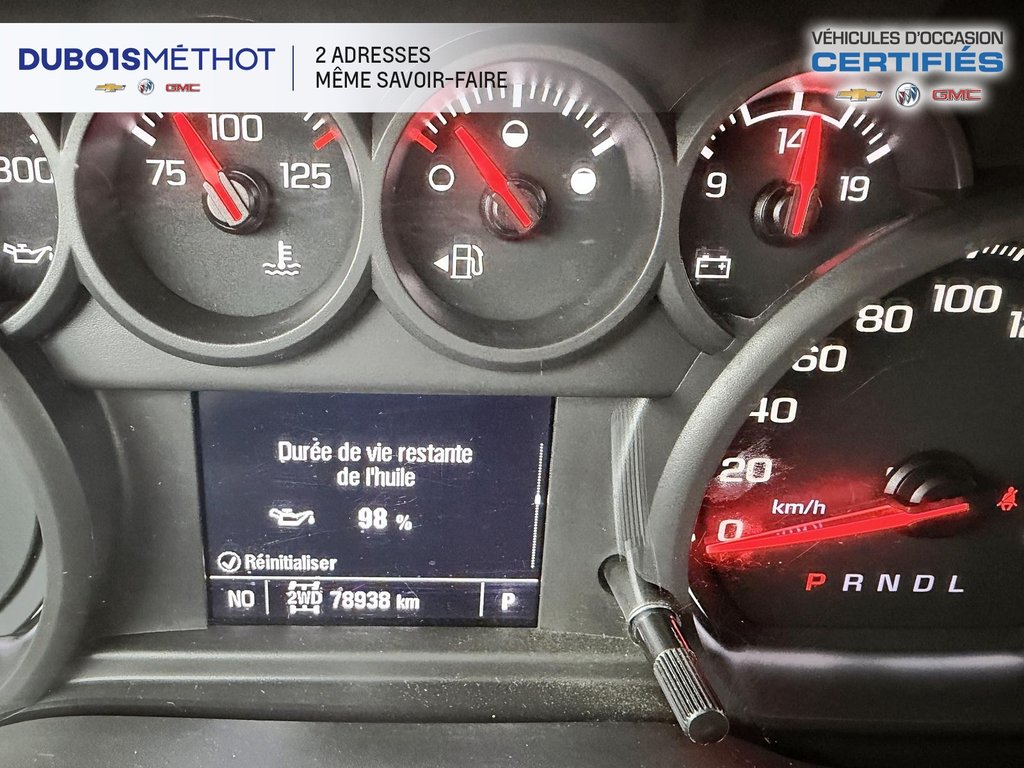 DUBOISMÉTHOT
2 ADRESSES
MÊME SAVOIR-FAIRE
VÉHICULES D'OCCASION
CERTIFIÉS
GMC
GMC
300
75
100
125
9
14
19
0
20
40
60
80
100
km/h
P R N D L
Durée de vie restante
de l'huile
98 %
Réinitialiser
NO
2WD
78938 km
P